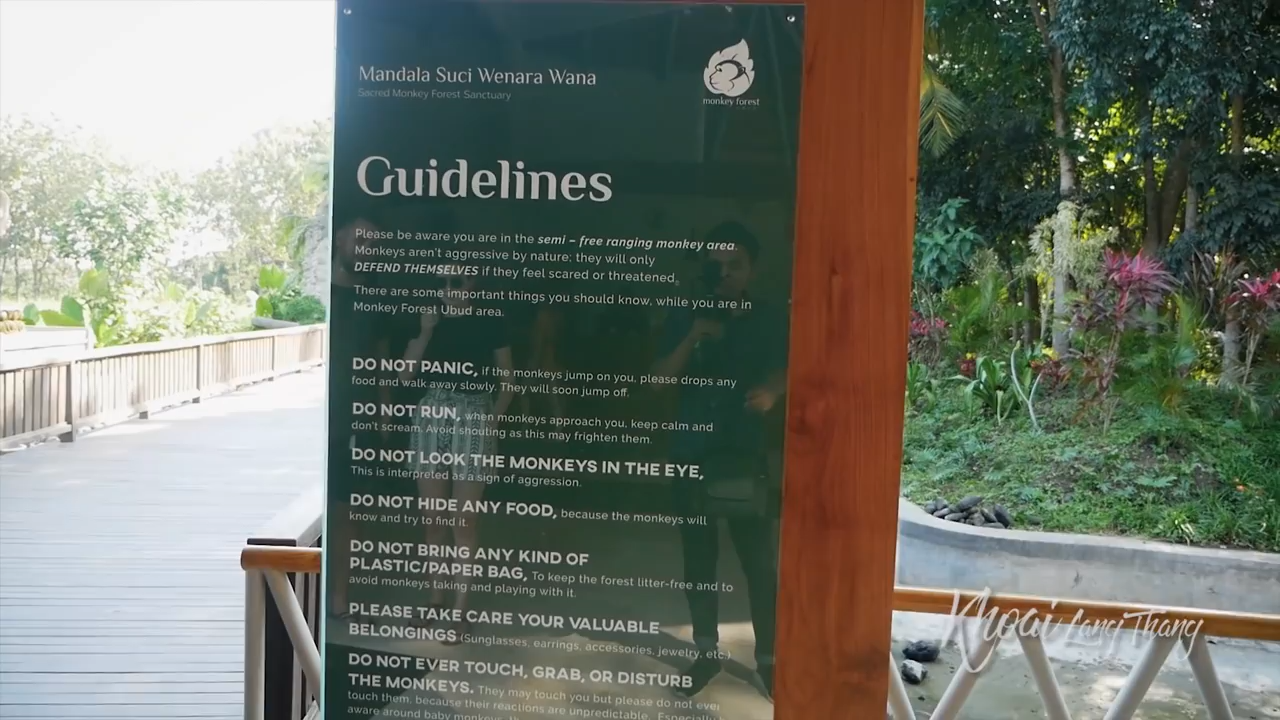 Mandala Suci Wenara Wana
Sacred Monkey Forest Sanctuary
monkey forest
Guidelines
Please be aware you are in the semi – free ranging monkey area.
Monkeys aren't aggressive by nature; they will only
DEFEND THEMSELVES if they feel scared or threatened.
There are some important things you should know, while you are in
Monkey Forest Ubud area.
DO NOT PANIC, if the monkeys jump on you, please drops any
food and walk away slowly. They will soon jump off.
DO NOT RUN, when monkeys approach you, keep calm and
don't scream. Avoid shouting as this may frighten them.
DO NOT LOOK THE MONKEYS IN THE EYE,
This is interpreted as a sign of aggression.
DO NOT HIDE ANY FOOD, because the monkeys will
know and try to find it.
DO NOT BRING ANY KIND OF
PLASTIC/PAPER BAG, To keep the forest litter-free and to
avoid monkeys taking and playing with it.
PLEASE TAKE CARE YOUR VALUABLE
BELONGINGS (Sunglasses, earrings, accessories, jewelry, etc.)
DO NOT EVER TOUCH, GRAB, OR DISTURB
THE MONKEYS. They may touch you but please do not ever
touch them, because their reactions are unpredictable. Especially
aware around baby monkeys,
Khoai Lang Thang